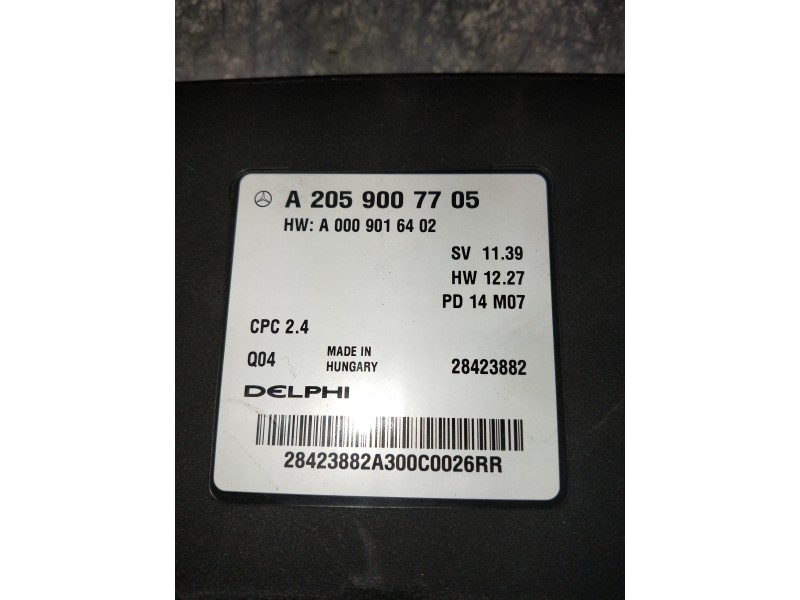 A 205 900 77 05
HW: A 000 901 64 02
SV 11.39
HW 12.27
PD 14 M07
CPC 2.4
Q04
MADE IN
HUNGARY
28423882
DELPHI
28423882A300C0026RR